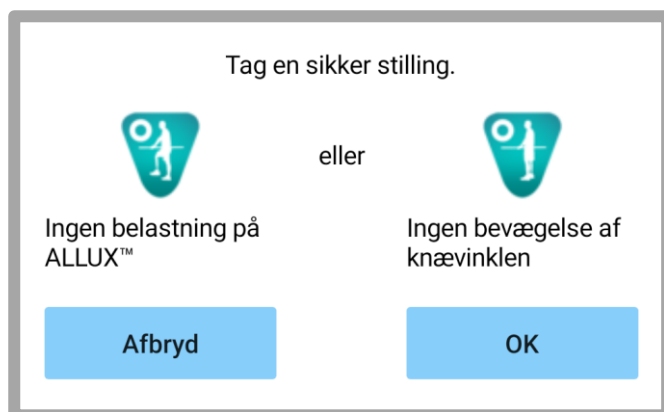 Tag en sikker stilling.
eller
Ingen belastning på
ALLUX™
Ingen bevægelse af
knævinklen
Afbryd
OK